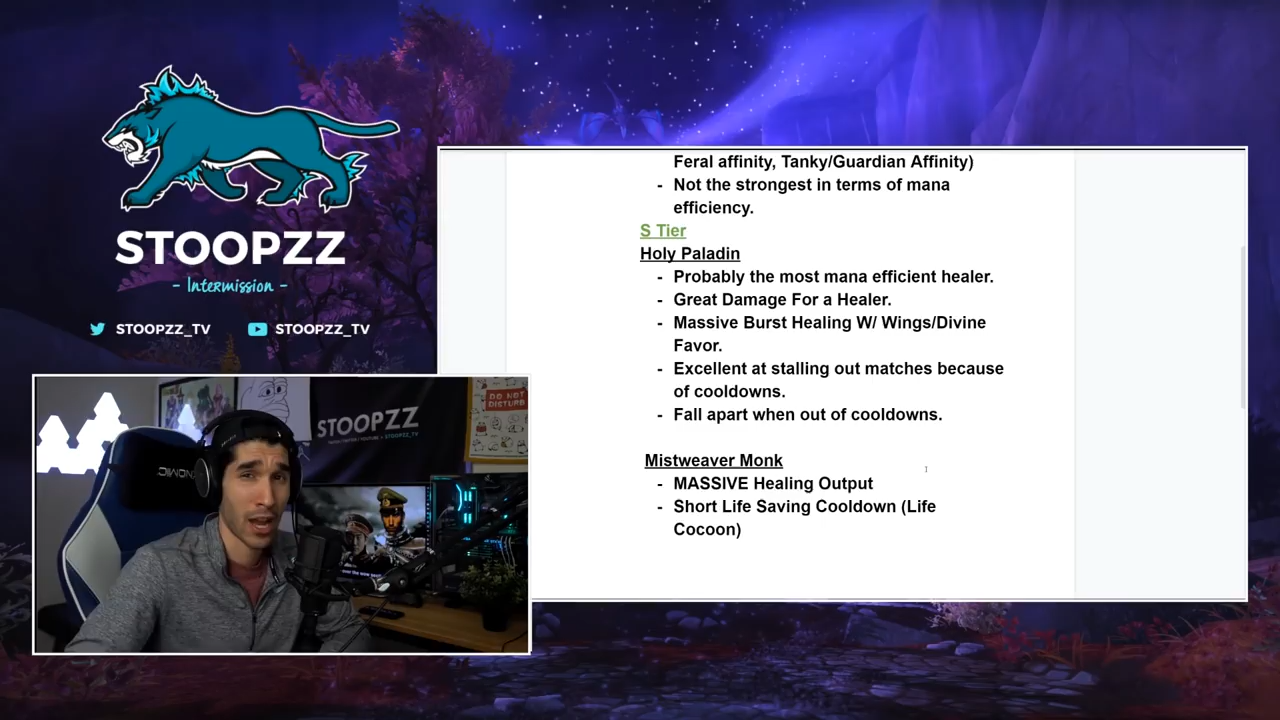 STOOPZZ
- Intermission -
STOOPZZ_TV
STOOPZZ_TV
Feral affinity, Tanky/Guardian Affinity)
- Not the strongest in terms of mana
efficiency.
S Tier
Holy Paladin
- Probably the most mana efficient healer.
- Great Damage For a Healer.
- Massive Burst Healing W/ Wings/Divine
Favor.
- Excellent at stalling out matches because
of cooldowns.
- Fall apart when out of cooldowns.
Mistweaver Monk
- MASSIVE Healing Output
- Short Life Saving Cooldown (Life
Cocoon)
STOOPZZ
STOOPZZ_TV
DO NOT
DISTURB